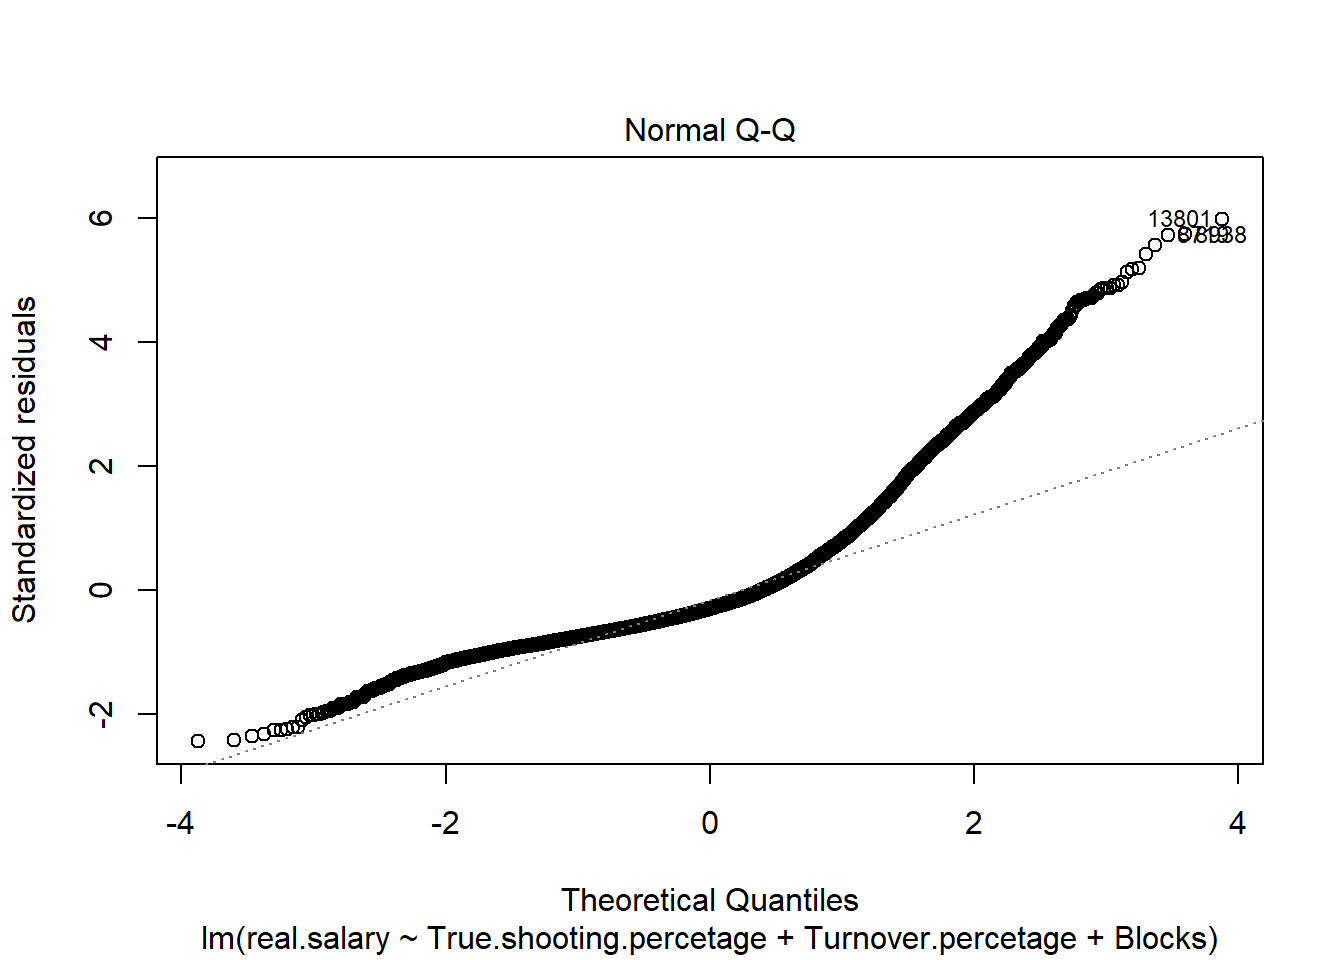 Normal Q-Q
Standardized residuals
6
4
2
0
-2
13801
-4
-2
0
2
4
Theoretical Quantiles
lm(real.salary ~ True.shooting.percetage + Turnover.percetage + Blocks)